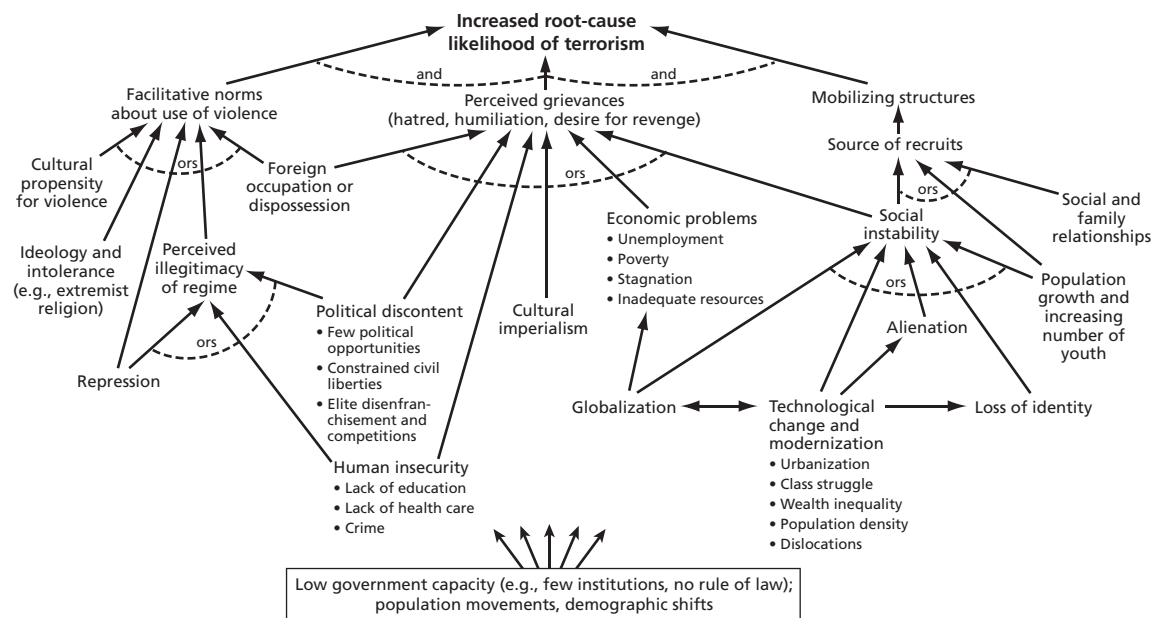 Increased root-cause
likelihood of terrorism
and
and
Facilitative norms
about use of violence
Perceived grievances
(hatred, humiliation, desire for revenge)
Mobilizing structures
Source of recruits
ors
ors
ors
Cultural
propensity
for violence
Foreign
occupation or
dispossession
Social and
family
relationships
Economic problems
• Unemployment
• Poverty
• Stagnation
• Inadequate resources
Social
instability
Ideology and
intolerance
(e.g., extremist
religion)
Perceived
illegitimacy
of regime
Political discontent
• Few political
opportunities
• Constrained civil
liberties
• Elite disenfran-
chisement and
competitions
Cultural
imperialism
ors
Population
growth and
increasing
number of
youth
Alienation
ors
Repression
Globalization
Technological
change and
modernization
• Urbanization
• Class struggle
• Wealth inequality
• Population density
• Dislocations
Loss of identity
Human insecurity
• Lack of education
• Lack of health care
• Crime
Low government capacity (e.g., few institutions, no rule of law);
population movements, demographic shifts